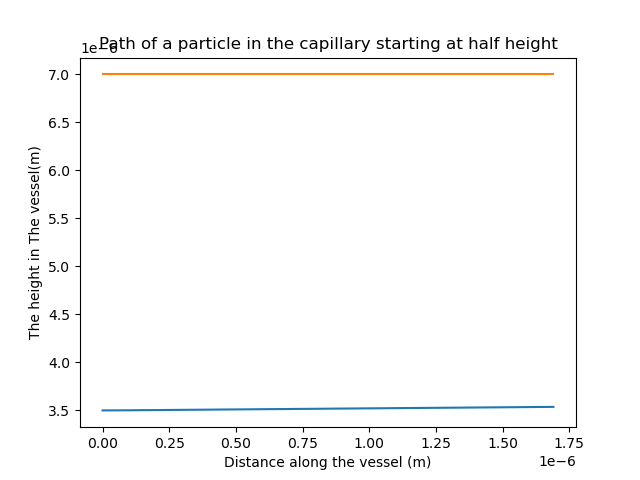 Path of a particle in the capillary starting at half height
1e−6
7.0
6.5
6.0
5.5
5.0
4.5
4.0
3.5
The height in The vessel(m)
0.00 0.25 0.50 0.75 1.00 1.25 1.50 1.75
Distance along the vessel (m)
1e−6